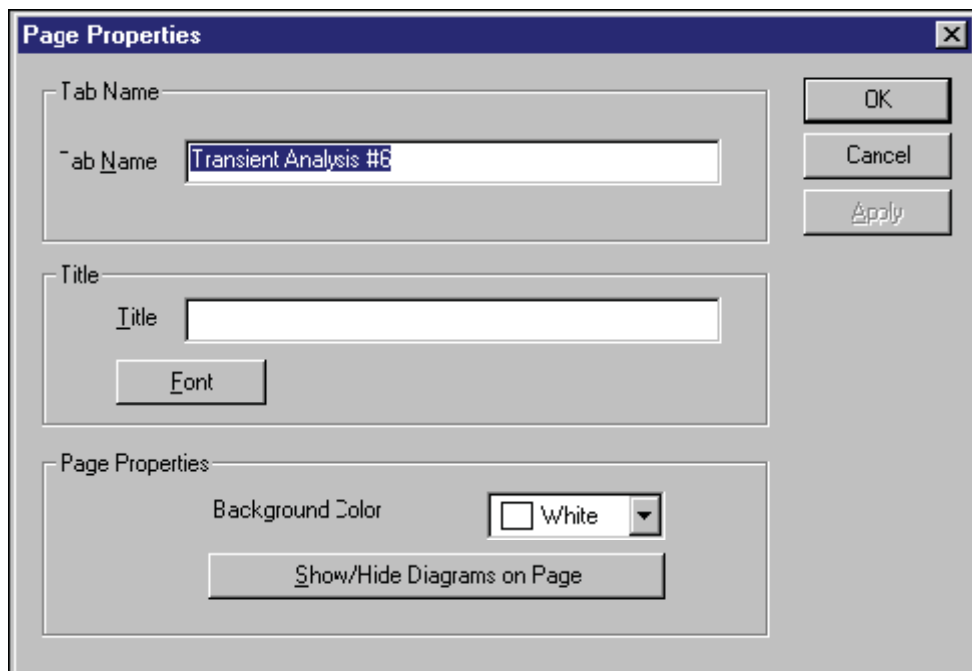 Page Properties
Tab Name
Tab Name
Transient Analysis #6
OK
Cancel
Apply
Title
Title
Font
Page Properties
Background Color
White
Show/Hide Diagrams on Page